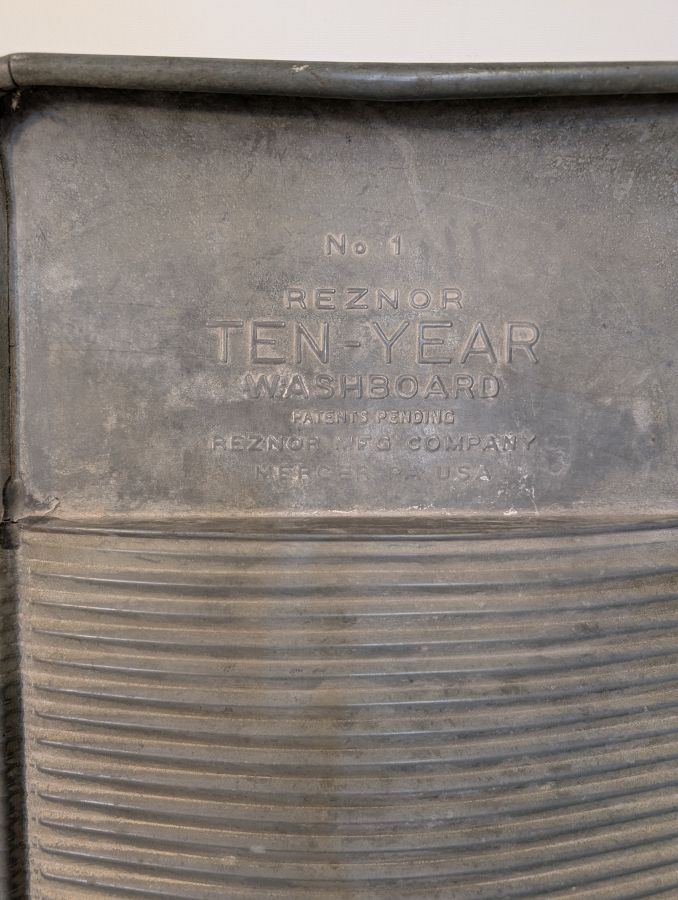 No 1
REZNOR
TEN-YEAR
WASHBOARD
PATENTS PENDING
REZNOR MFG COMPANY
MERCER PA USA